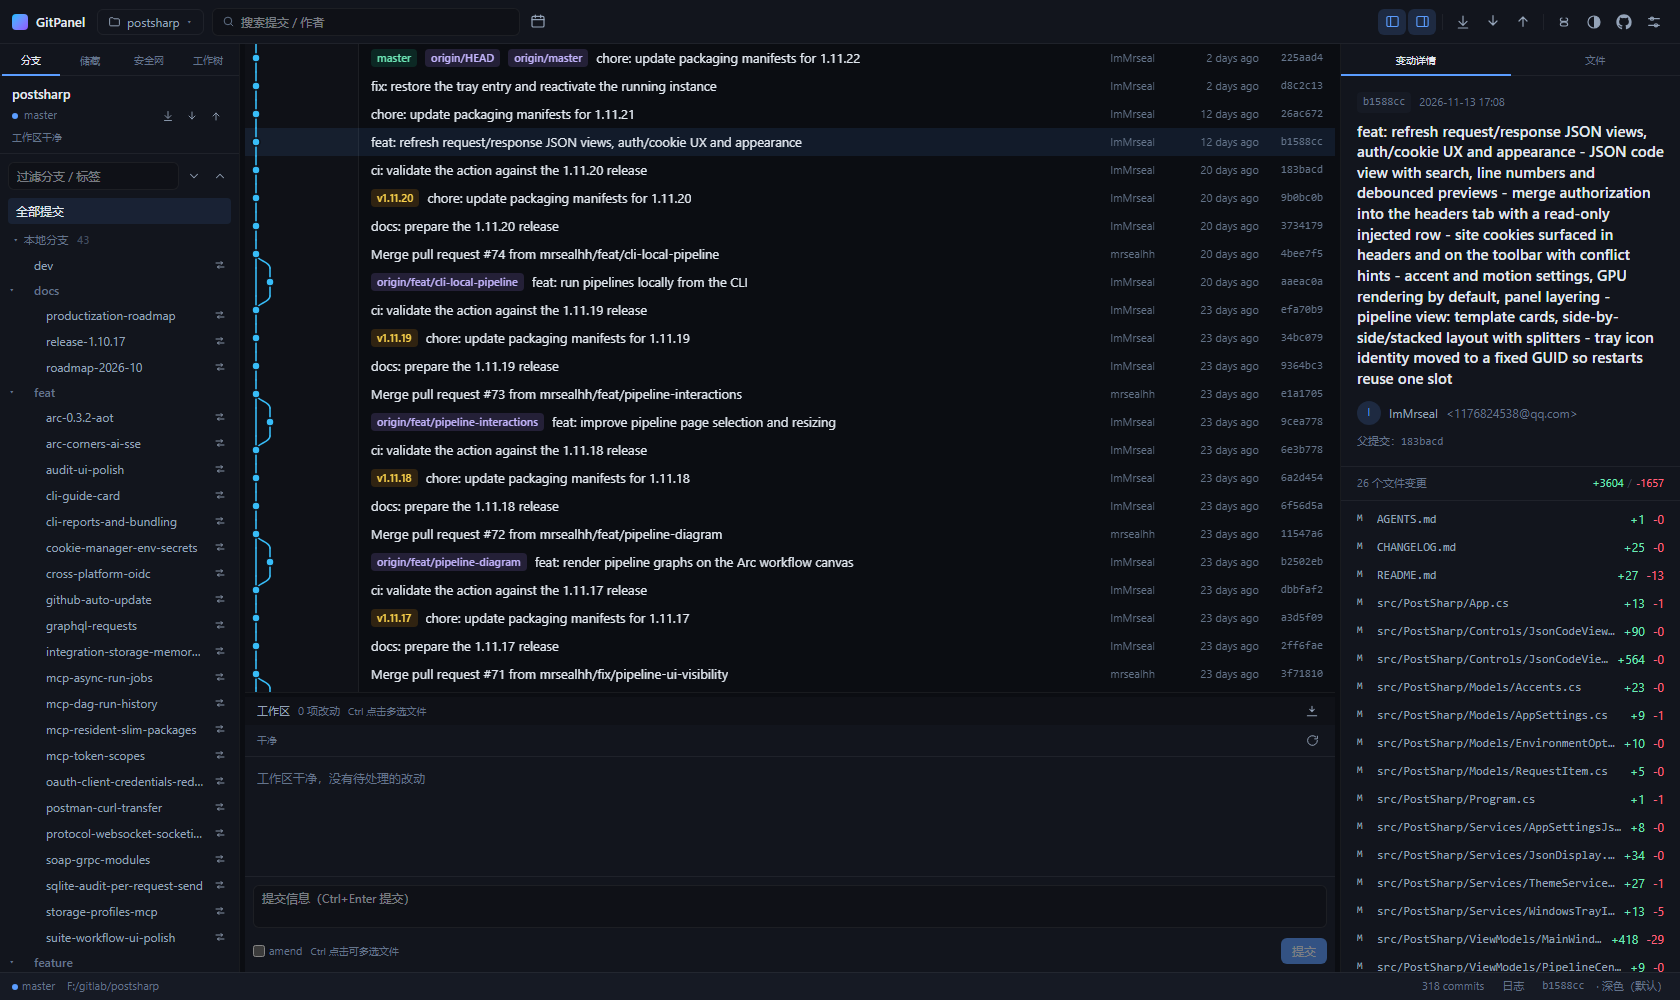 GitPanel
postsharp
搜索提交 / 作者
分支
储藏
安全网
工作树
postsharp
master
工作区干净
过滤分支 / 标签
全部提交
本地分支 43
dev
docs
productization-roadmap
release-1.10.17
roadmap-2026-10
feat
arc-0.3.2-aot
arc-corners-ai-sse
audit-ui-polish
cli-guide-card
cli-reports-and-bundling
cookie-manager-env-secrets
cross-platform-oidc
github-auto-update
graphql-requests
integration-storage-memor...
mcp-async-run-jobs
mcp-dag-run-history
mcp-resident-slim-packages
mcp-token-scopes
oauth-client-credentials-red...
postman-curl-transfer
protocol-websocket-socketi...
soap-grpc-modules
sqlite-audit-per-request-send
storage-profiles-mcp
suite-workflow-ui-polish
feature
master origin/HEAD origin/master chore: update packaging manifests for 1.11.22 ImMrseal 2 days ago 225aad4
fix: restore the tray entry and reactivate the running instance ImMrseal 2 days ago d8c2c13
chore: update packaging manifests for 1.11.21 ImMrseal 12 days ago 26ac672
feat: refresh request/response JSON views, auth/cookie UX and appearance ImMrseal 12 days ago b1588cc
ci: validate the action against the 1.11.20 release ImMrseal 20 days ago 183bacd
v1.11.20 chore: update packaging manifests for 1.11.20 ImMrseal 20 days ago 9b0bc0b
docs: prepare the 1.11.20 release ImMrseal 20 days ago 3734179
Merge pull request #74 from mrsealhh/feat/cli-local-pipeline mrsealhh 20 days ago 4bee7f5
origin/feat/cli-local-pipeline feat: run pipelines locally from the CLI ImMrseal 20 days ago aaeac0a
ci: validate the action against the 1.11.19 release ImMrseal 23 days ago efa70b9
v1.11.19 chore: update packaging manifests for 1.11.19 ImMrseal 23 days ago 34bc079
docs: prepare the 1.11.19 release ImMrseal 23 days ago 9364bc3
Merge pull request #73 from mrsealhh/feat/pipeline-interactions mrsealhh 23 days ago e1a1705
origin/feat/pipeline-interactions feat: improve pipeline page selection and resizing ImMrseal 23 days ago 9cea778
ci: validate the action against the 1.11.18 release ImMrseal 23 days ago 6e3b778
v1.11.18 chore: update packaging manifests for 1.11.18 ImMrseal 23 days ago 6a2d454
docs: prepare the 1.11.18 release ImMrseal 23 days ago 6f56d5a
Merge pull request #72 from mrsealhh/feat/pipeline-diagram mrsealhh 23 days ago 11547a6
origin/feat/pipeline-diagram feat: render pipeline graphs on the Arc workflow canvas ImMrseal 23 days ago b2502eb
ci: validate the action against the 1.11.17 release ImMrseal 23 days ago dbbfaf2
v1.11.17 chore: update packaging manifests for 1.11.17 ImMrseal 23 days ago a3d5f09
docs: prepare the 1.11.17 release ImMrseal 23 days ago 2ff6fae
Merge pull request #71 from mrsealhh/fix/pipeline-ui-visibility mrsealhh 23 days ago 3f71810
工作区 0 项改动 Ctrl 点击多选文件
干净
工作区干净，没有待处理的改动
提交信息（Ctrl+Enter 提交）
amend Ctrl 点击可多选文件
提交
变动详情
文件
b1588cc 2026-11-13 17:08
feat: refresh request/response JSON views,
auth/cookie UX and appearance - JSON code
view with search, line numbers and
debounced previews - merge authorization
into the headers tab with a read-only
injected row - site cookies surfaced in
headers and on the toolbar with conflict
hints - accent and motion settings, GPU
rendering by default, panel layering -
pipeline view: template cards, side-by-
side/stacked layout with splitters - tray icon
identity moved to a fixed GUID so restarts
reuse one slot
I ImMrseal <1176824538@qq.com>
父提交: 183bacd
26 个文件变更 +3604 / -1657
M AGENTS.md +1 -0
M CHANGELOG.md +25 -0
M README.md +27 -13
M src/PostSharp/App.cs +13 -1
M src/PostSharp/Controls/JsonCodeView... +90 -0
M src/PostSharp/Controls/JsonCodeVie... +564 -0
M src/PostSharp/Models/Accents.cs +23 -0
M src/PostSharp/Models/AppSettings.cs +9 -1
M src/PostSharp/Models/EnvironmentOpt... +10 -0
M src/PostSharp/Models/RequestItem.cs +5 -0
M src/PostSharp/Program.cs +1 -1
M src/PostSharp/Services/AppSettingsJs... +8 -0
M src/PostSharp/Services/JsonDisplay.... +34 -0
M src/PostSharp/Services/ThemeService... +27 -1
M src/PostSharp/Services/WindowsTrayI... +13 -5
M src/PostSharp/ViewModels/MainWind... +418 -29
M src/PostSharp/ViewModels/PipelineCen... +9 -0
master F:/gitlab/postsharp
318 commits 日志 b1588cc · 深色（默认）